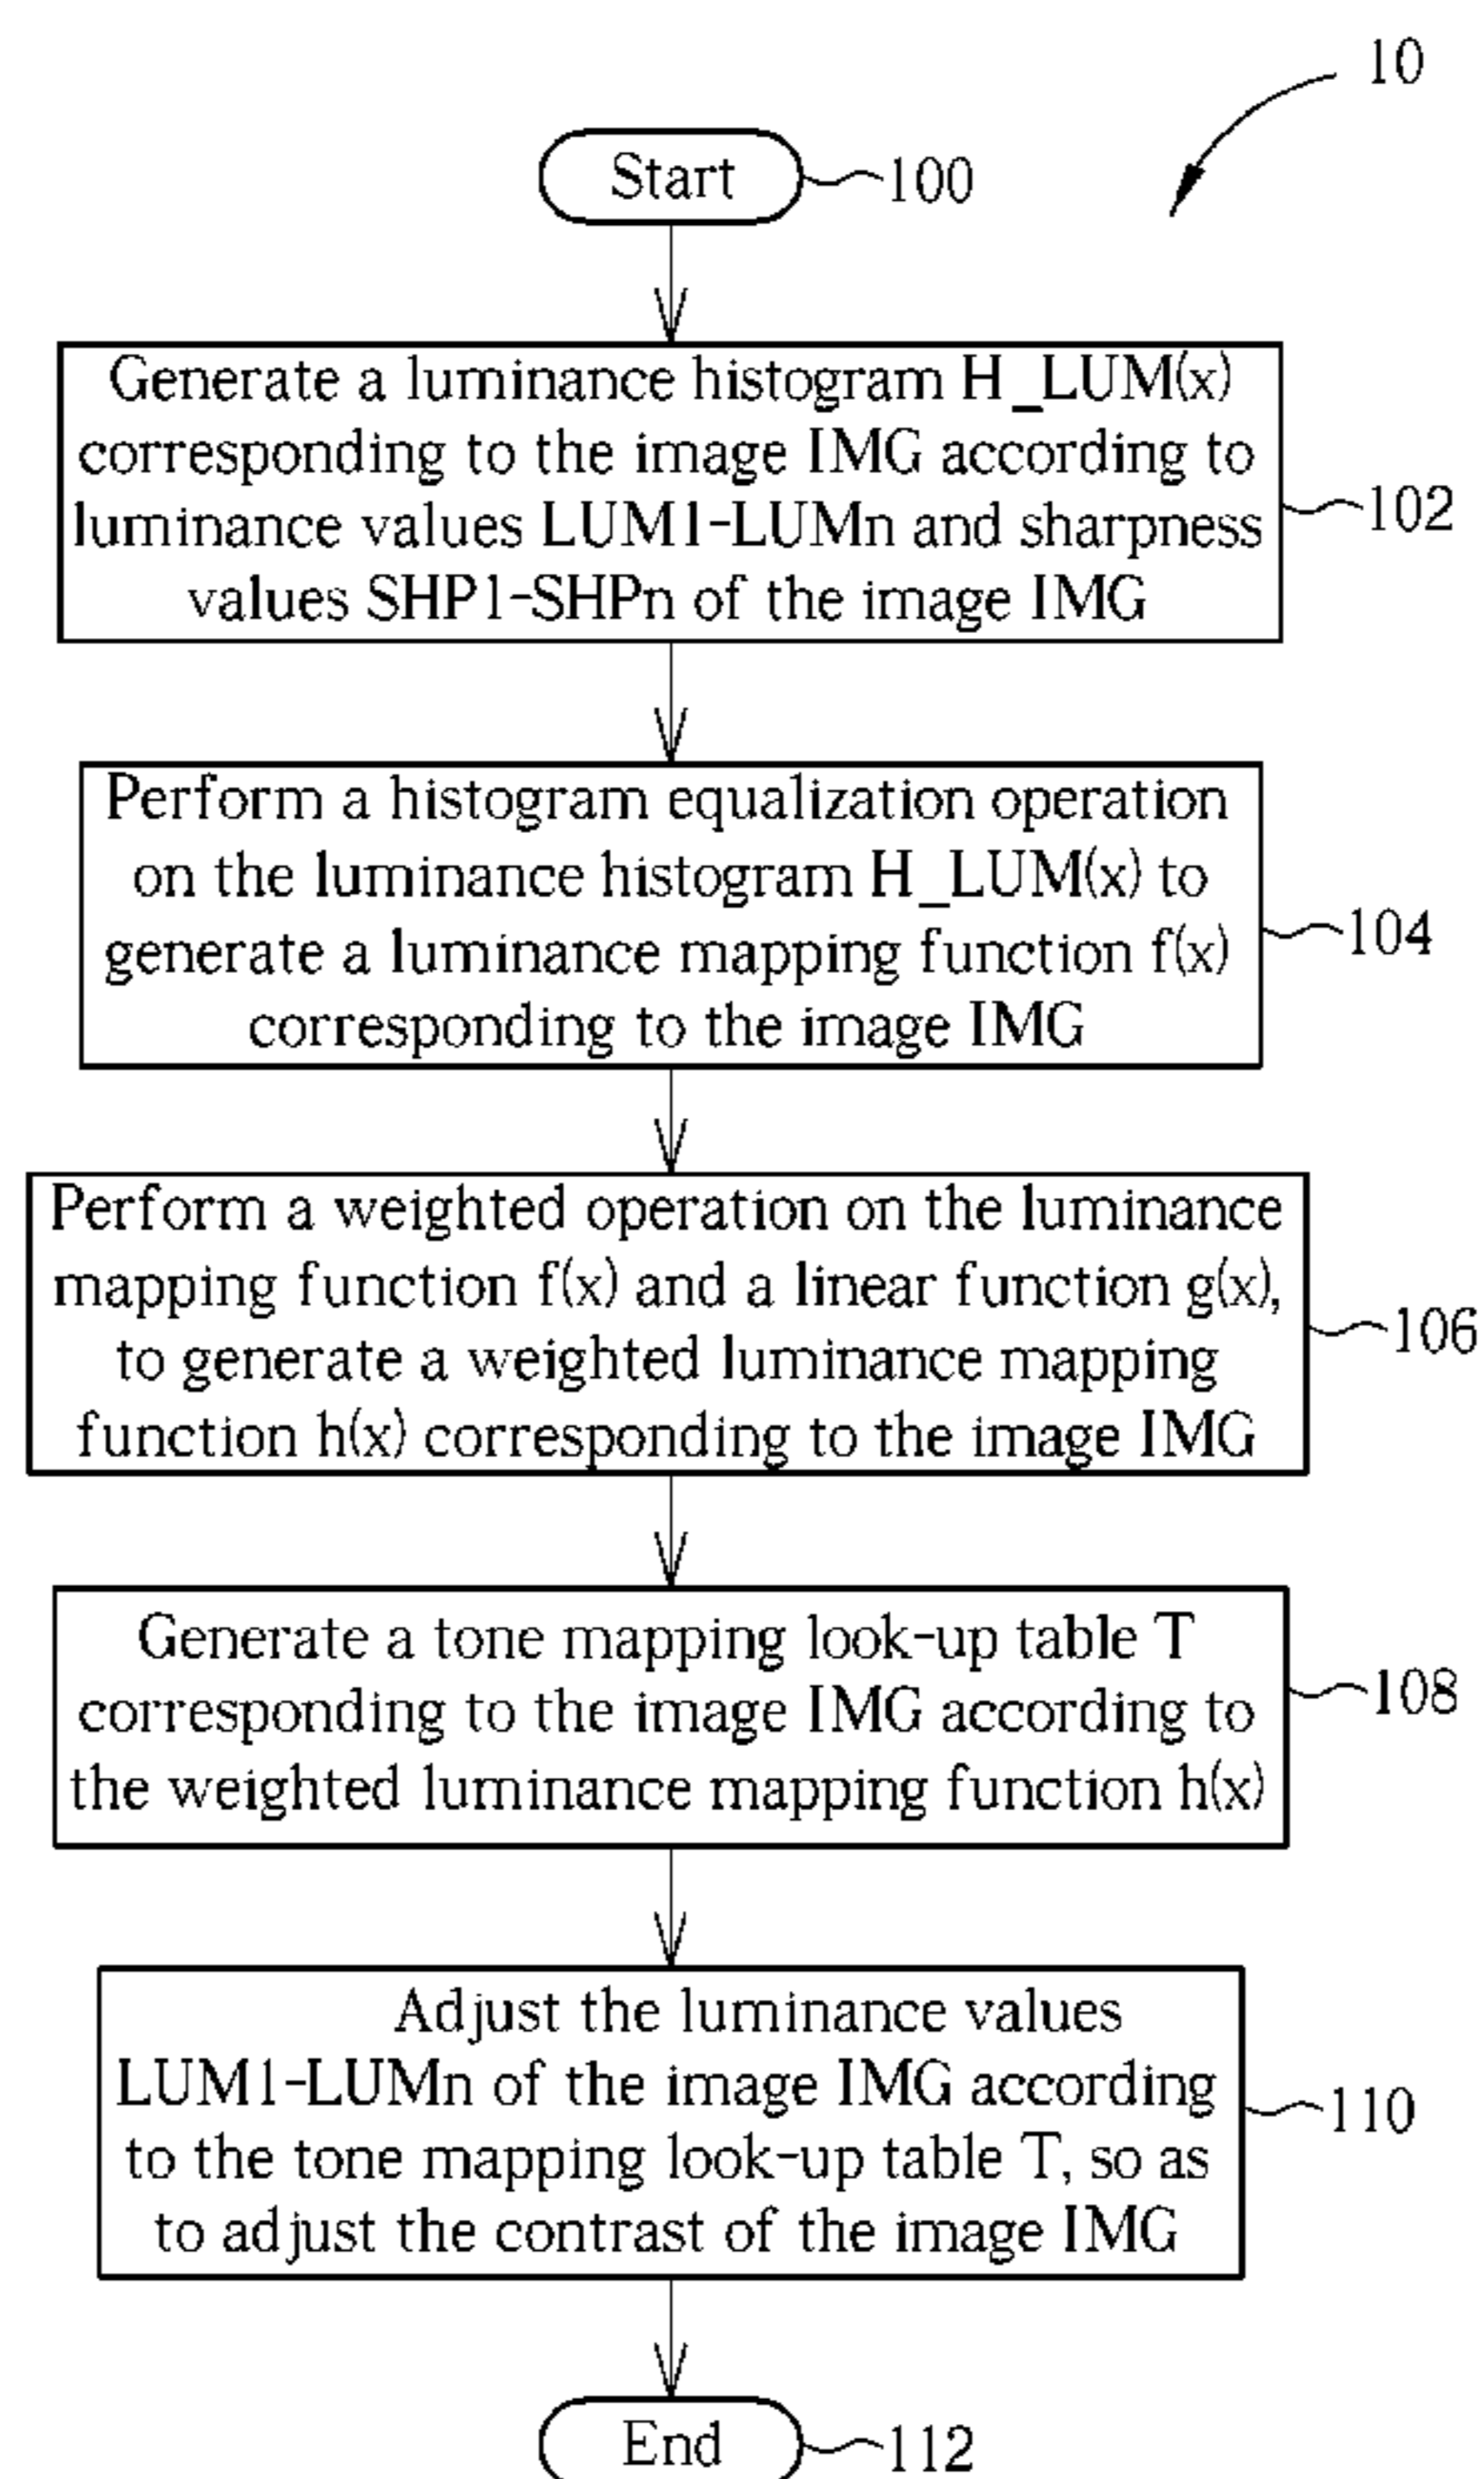 10
Start
100
Generate a luminance histogram H_LUM(x)
corresponding to the image IMG according to
luminance values LUM1-LUMn and sharpness
values SHP1-SHPn of the image IMG
102
Perform a histogram equalization operation
on the luminance histogram H_LUM(x) to
generate a luminance mapping function f(x)
corresponding to the image IMG
104
Perform a weighted operation on the luminance
mapping function f(x) and a linear function g(x),
to generate a weighted luminance mapping
function h(x) corresponding to the image IMG
106
Generate a tone mapping look-up table T
corresponding to the image IMG according to
the weighted luminance mapping function h(x)
108
Adjust the luminance values
LUM1-LUMn of the image IMG according
to the tone mapping look-up table T, so as
to adjust the contrast of the image IMG
110
End
112